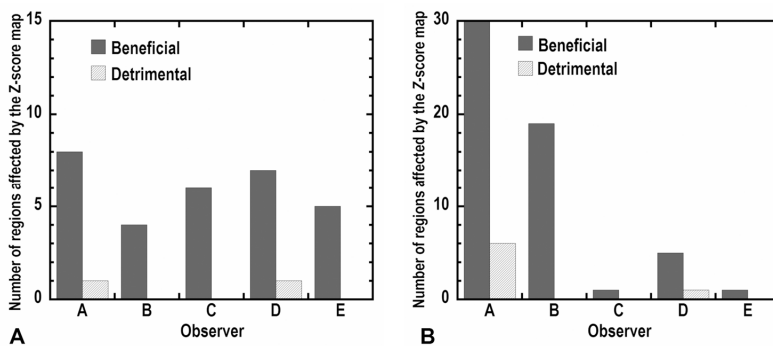 Number of regions affected by the Z-score map
15
10
5
0
Beneficial
Detrimental
A B C D E
Observer
A
Number of regions affected by the Z-score map
30
20
10
0
Beneficial
Detrimental
A B C D E
Observer
B